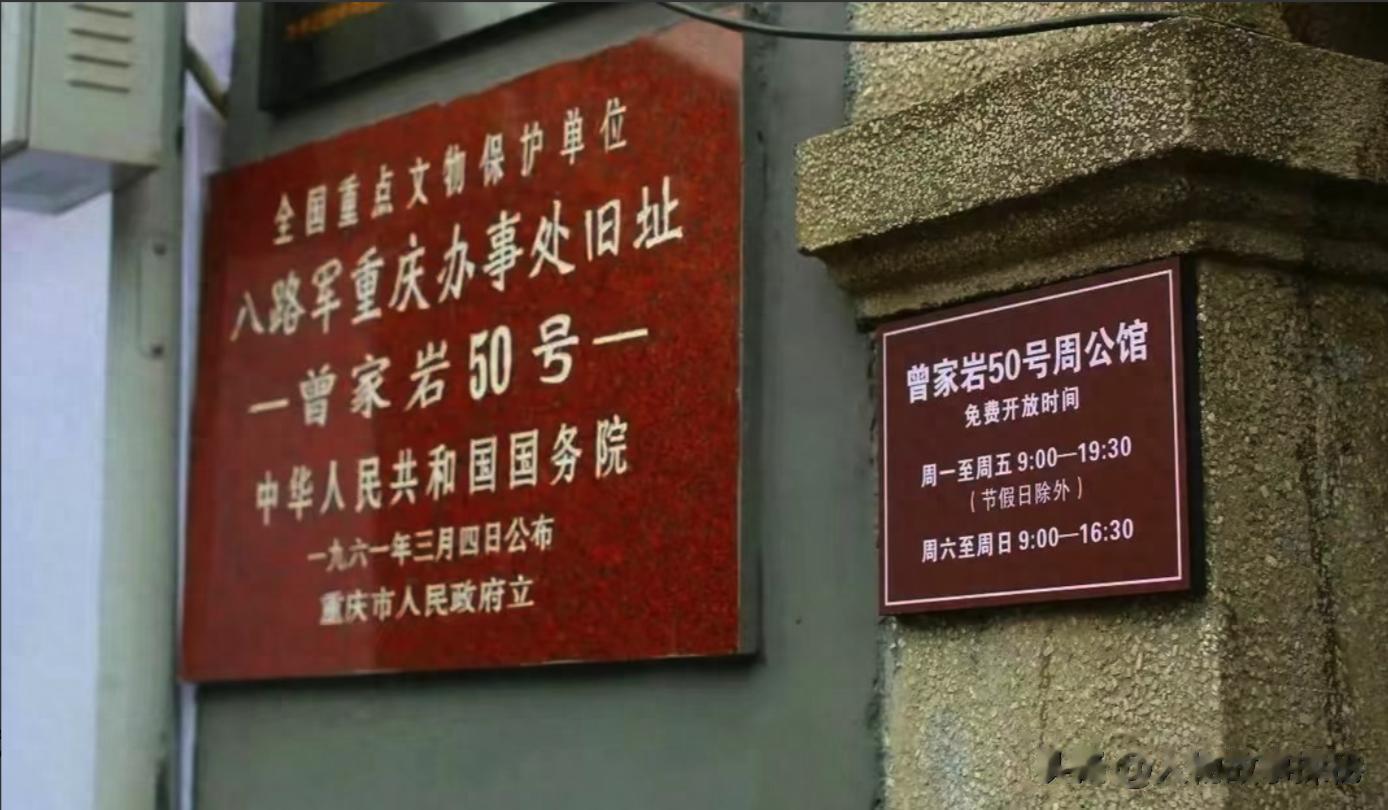 全国重点文物保护单位
八路军重庆办事处旧址
—曾家岩50号—
中华人民共和国国务院
一九六一年三月四日公布
重庆市人民政府立
曾家岩50号周公馆
免费开放时间
周一至周五 9:00—19:30
（节假日除外）
周六至周日 9:00—16:30